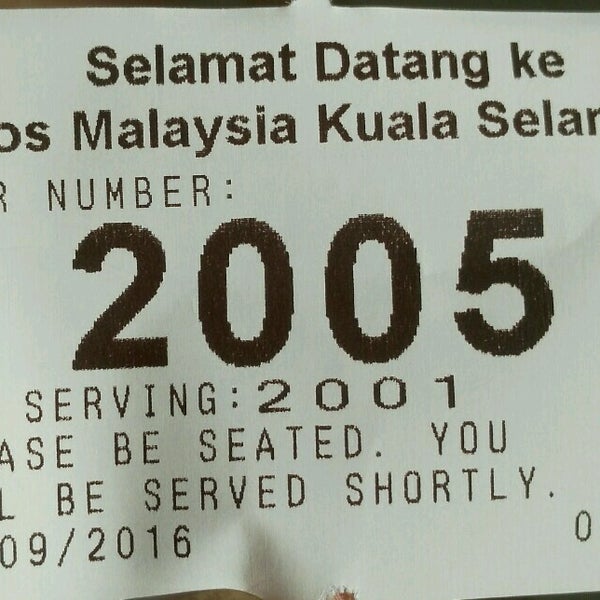 Selamat Datang ke
os Malaysia Kuala Selan
R NUMBER:
2005
SERVING:2001
ASE BE SEATED. YOU
L BE SERVED SHORTLY.
09/2016 0